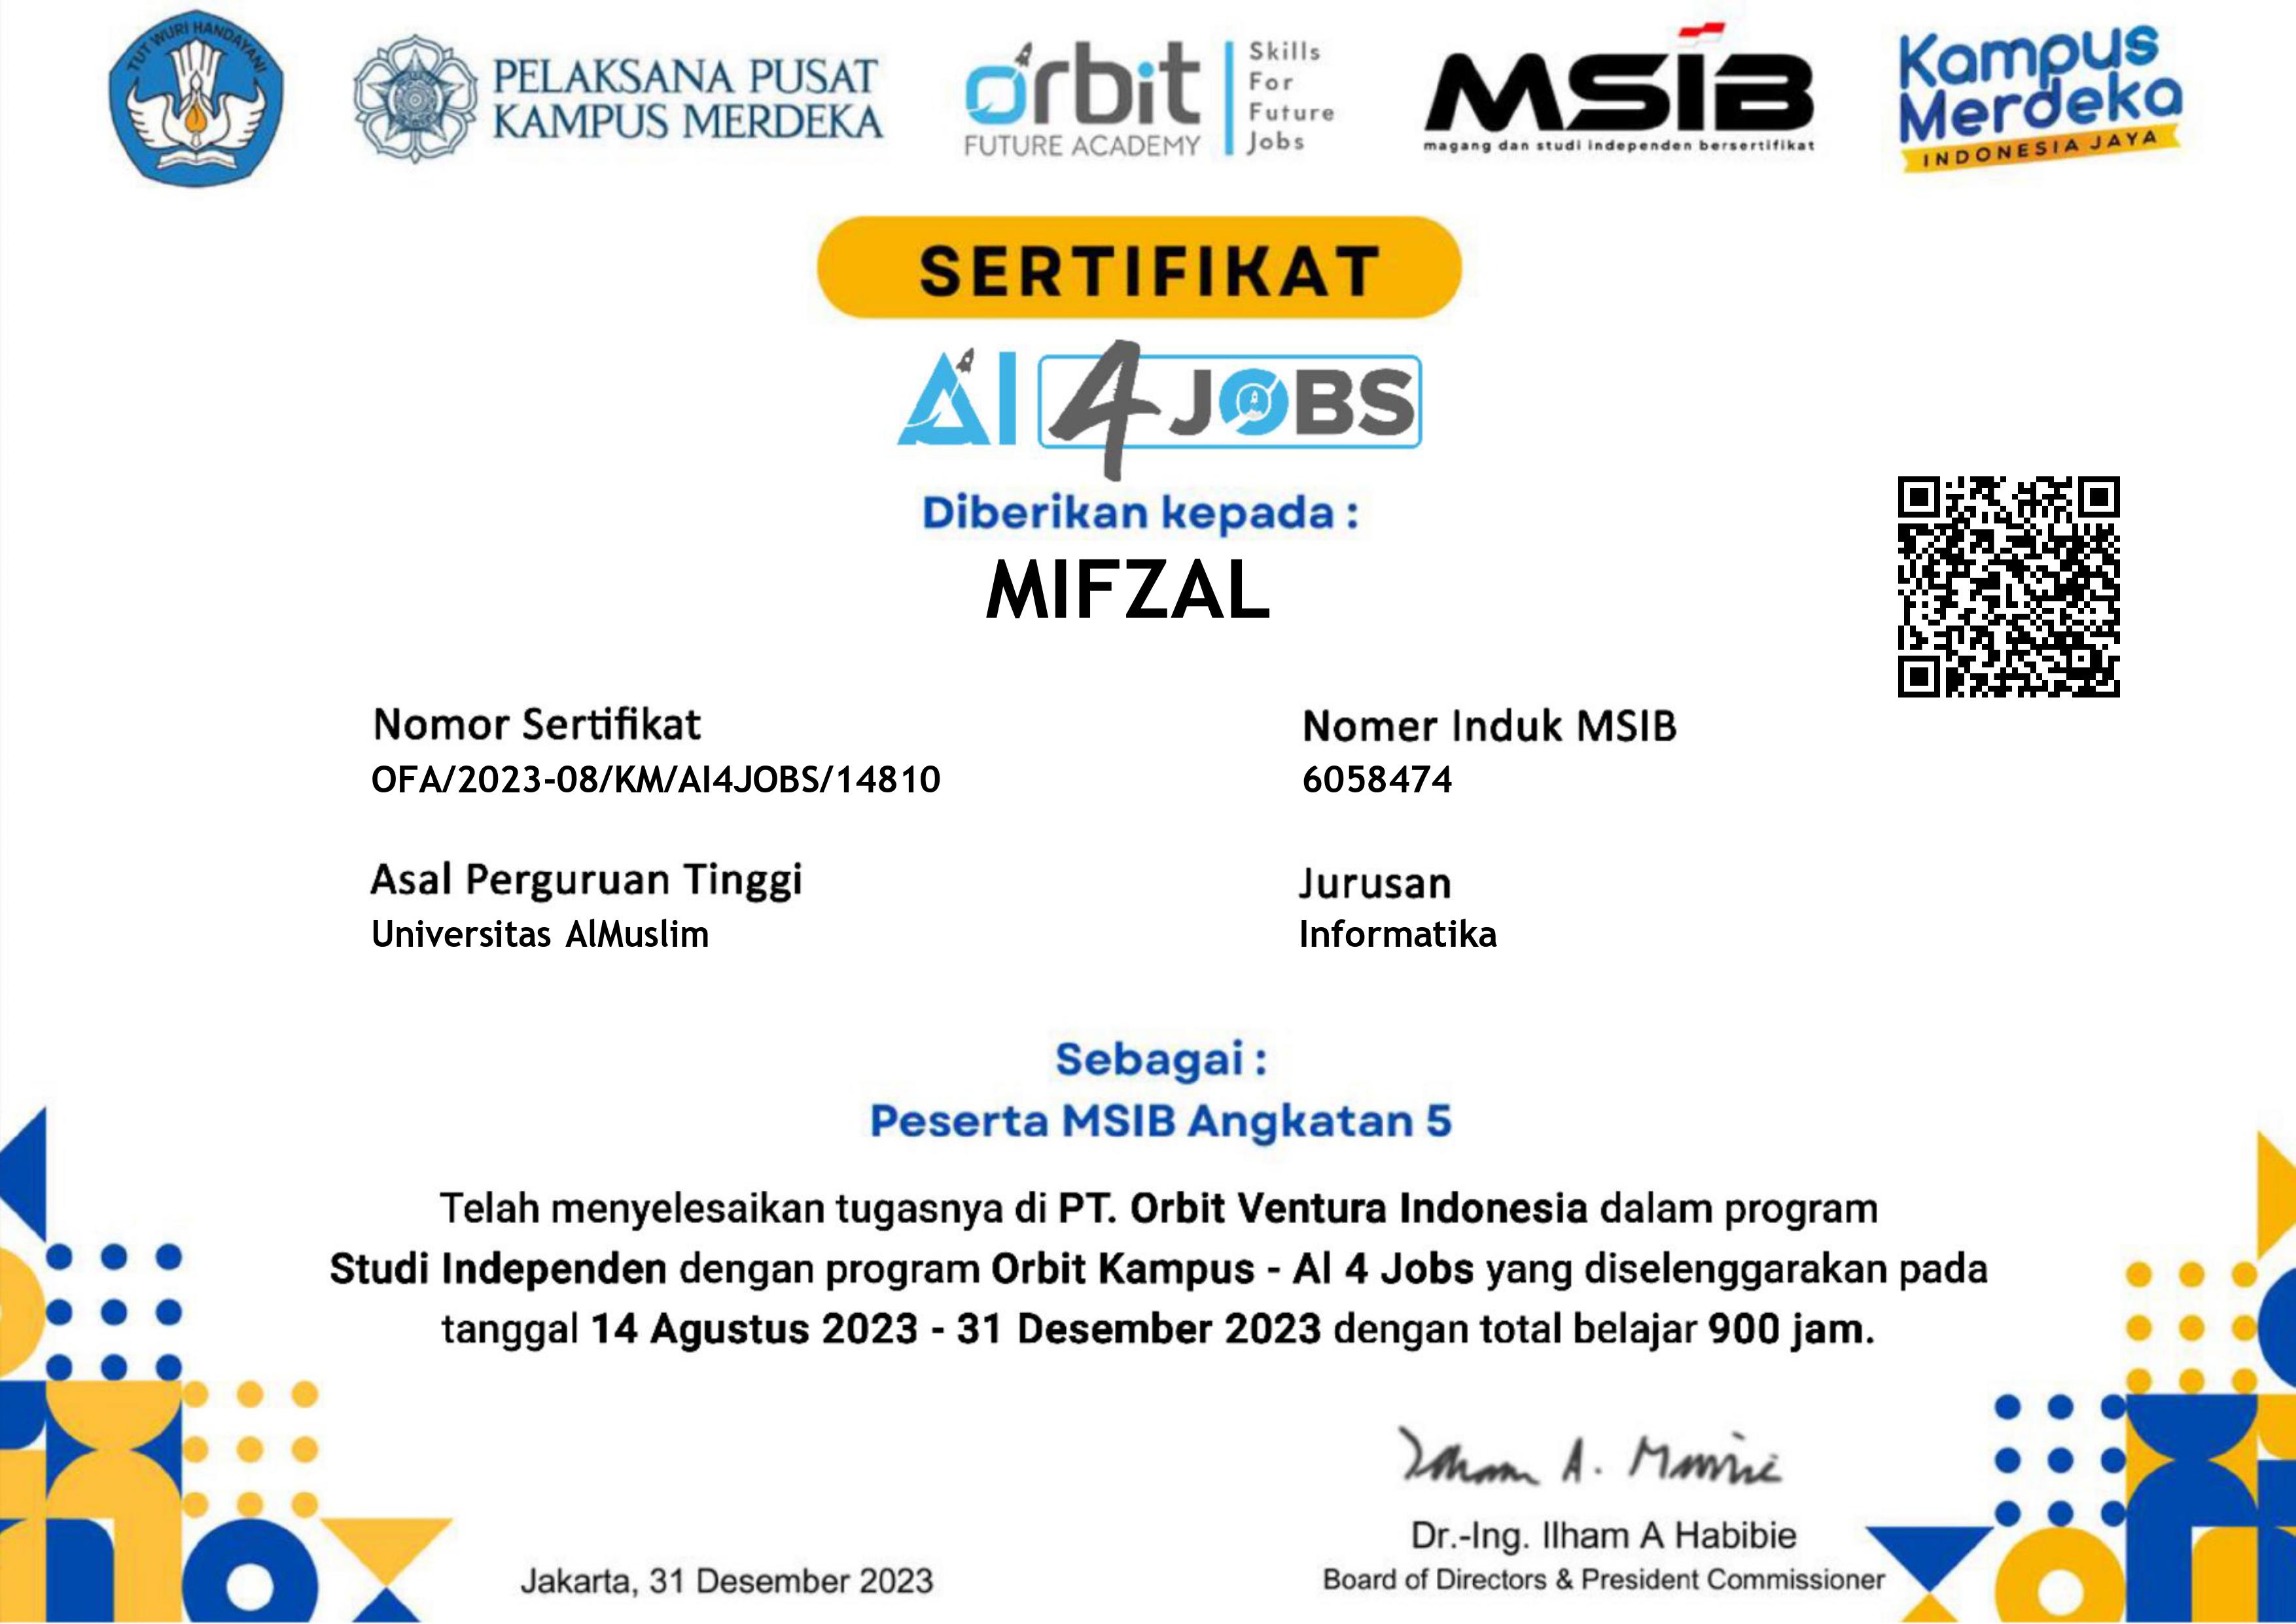 TUT WURI HANDAYANI
PELAKSANA PUSAT
KAMPUS MERDEKA
orbit
FUTURE ACADEMY
Skills
For
Future
Jobs
MSIB
magang dan studi independen bersertifikat
Kampus
Merdeka
INDONESIA JAYA
SERTIFIKAT
AI 4 JOBS
Diberikan kepada :
MIFZAL
Nomor Sertifikat
OFA/2023-08/KM/AI4JOBS/14810
Nomer Induk MSIB
6058474
Asal Perguruan Tinggi
Universitas AlMuslim
Jurusan
Informatika
Sebagai :
Peserta MSIB Angkatan 5
Telah menyelesaikan tugasnya di PT. Orbit Ventura Indonesia dalam program
Studi Independen dengan program Orbit Kampus - AI 4 Jobs yang diselenggarakan pada
tanggal 14 Agustus 2023 - 31 Desember 2023 dengan total belajar 900 jam.
Jakarta, 31 Desember 2023
Dr.-Ing. Ilham A Habibie
Board of Directors & President Commissioner